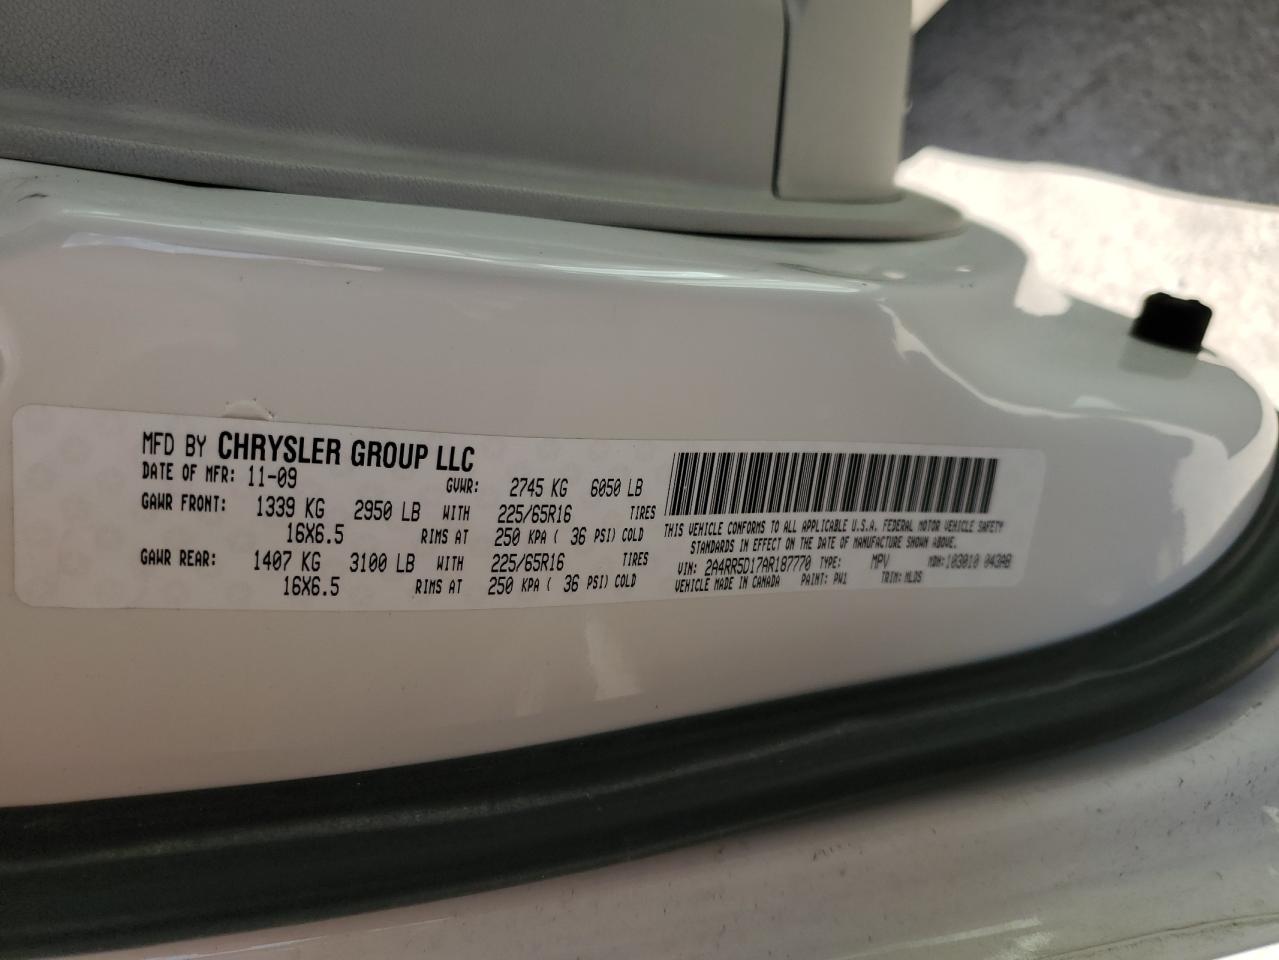 MFD BY CHRYSLER GROUP LLC
DATE OF MFR: 11-09 GVWR: 2745 KG 6050 LB
GAWR FRONT: 1339 KG 2950 LB WITH 225/65R16 TIRES
16X6.5 RIMS AT 250 KPA ( 36 PSI) COLD
GAWR REAR: 1407 KG 3100 LB WITH 225/65R16 TIRES
16X6.5 RIMS AT 250 KPA ( 36 PSI) COLD
THIS VEHICLE CONFORMS TO ALL APPLICABLE U.S.A. FEDERAL MOTOR VEHICLE SAFETY
STANDARDS IN EFFECT ON THE DATE OF MANUFACTURE SHOWN ABOVE.
VIN: 2A4RR5D17AR187770 TYPE: MPV MDH: 103010 043AB
VEHICLE MADE IN CANADA PAINT: PW1 TRIM: MLDS